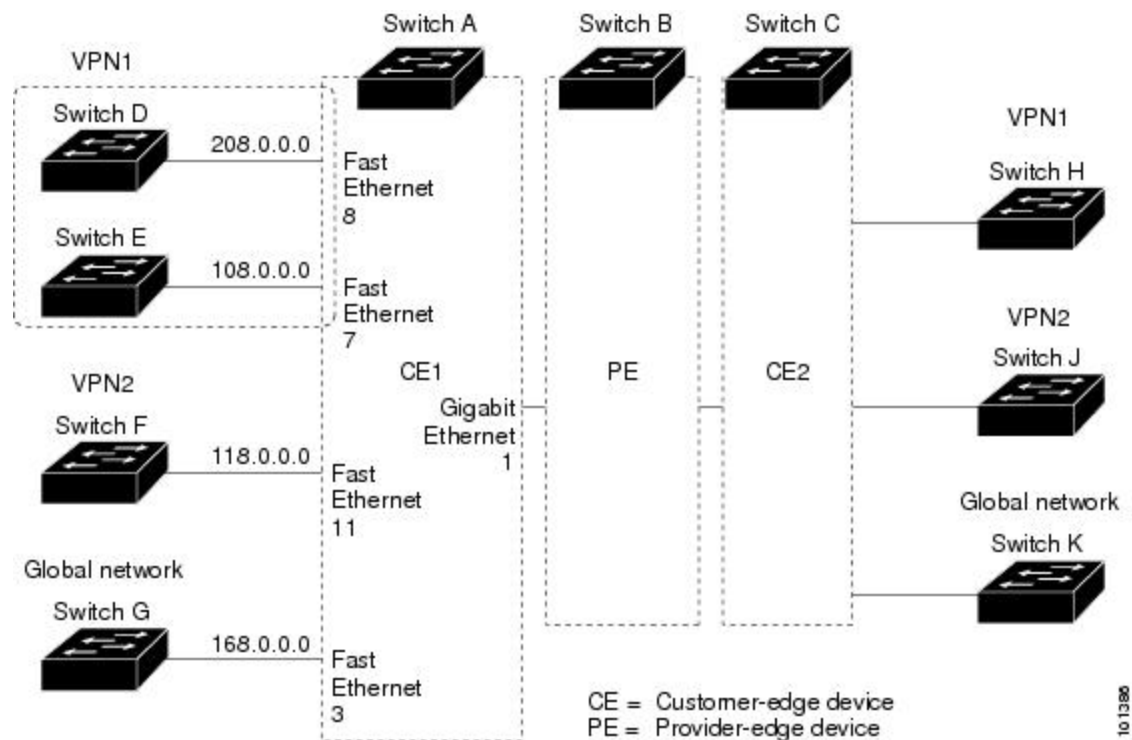 Switch A
Switch B
Switch C
VPN1
Switch D
208.0.0.0
Fast
Ethernet
8
Switch E
108.0.0.0
Fast
Ethernet
7
VPN2
Switch F
118.0.0.0
Fast
Ethernet
11
Global network
Switch G
168.0.0.0
Fast
Ethernet
3
CE1
Gigabit
Ethernet
1
PE
CE2
VPN1
Switch H
VPN2
Switch J
Global network
Switch K
CE = Customer-edge device
PE = Provider-edge device
101386